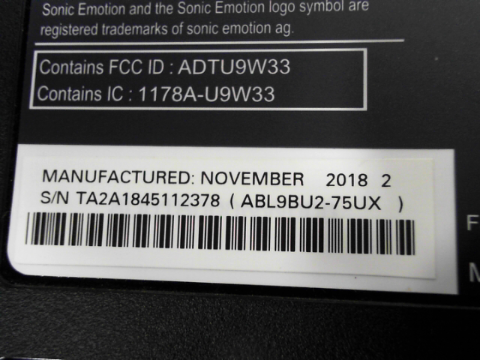 Sonic Emotion and the Sonic Emotion logo symbol are
registered trademarks of sonic emotion ag.
Contains FCC ID : ADTU9W33
Contains IC : 1178A-U9W33
MANUFACTURED: NOVEMBER 2018 2
S/N TA2A1845112378 ( ABL9BU2-75UX )
F
M